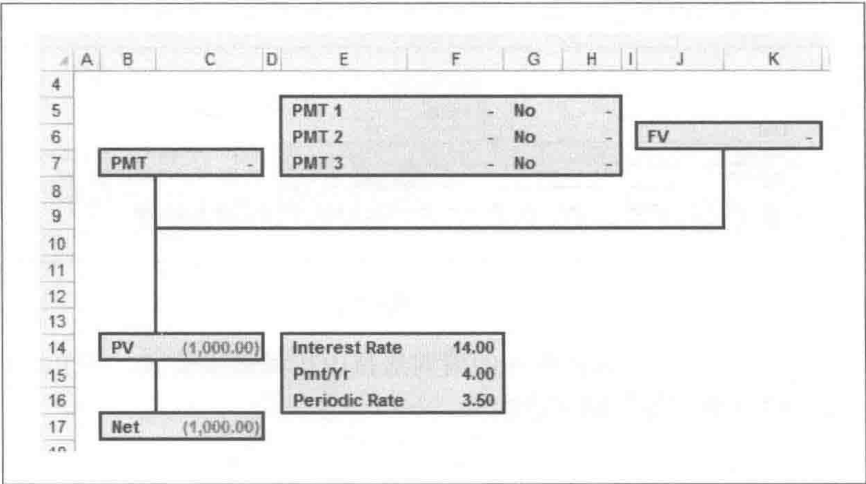 A B C D E F G H I J K
4
5 PMT 1 - No -
6 PMT 2 - No - FV -
7 PMT - PMT 3 - No -
8
9
10
11
12
13
14 PV (1,000.00) Interest Rate 14.00
15 Pmt/Yr 4.00
16 Periodic Rate 3.50
17 Net (1,000.00)